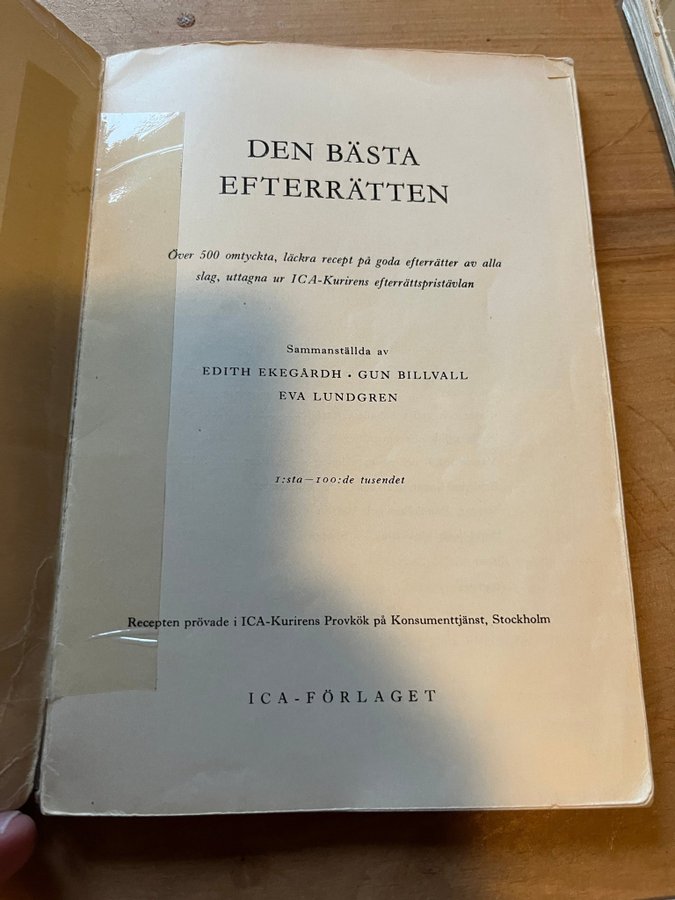 DEN BÄSTA
EFTERRÄTTEN
Över 500 omtyckta, läckra recept på goda efterrätter av alla
slag, uttagna ur ICA-Kurirens efterrättspristävlan
Sammanställda av
EDITH EKEGÅRDH • GUN BILLVALL
EVA LUNDGREN
1:sta—100:de tusendet
Recepten prövade i ICA-Kurirens Provkök på Konsumenttjänst, Stockholm
ICA-FÖRLAGET